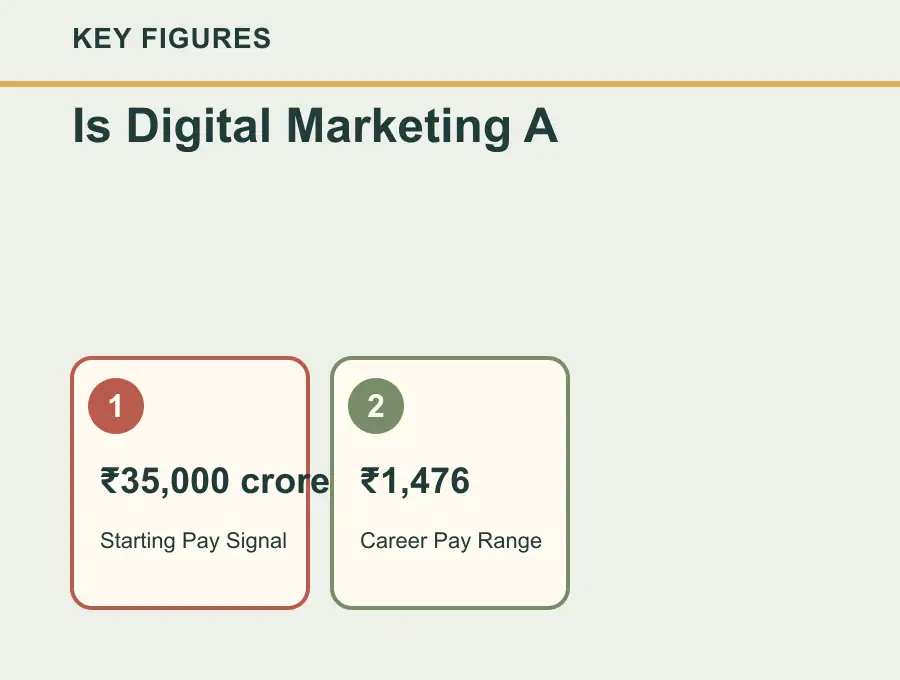 KEY FIGURES
Is Digital Marketing A
1
₹35,000 crore
Starting Pay Signal
2
₹1,476
Career Pay Range